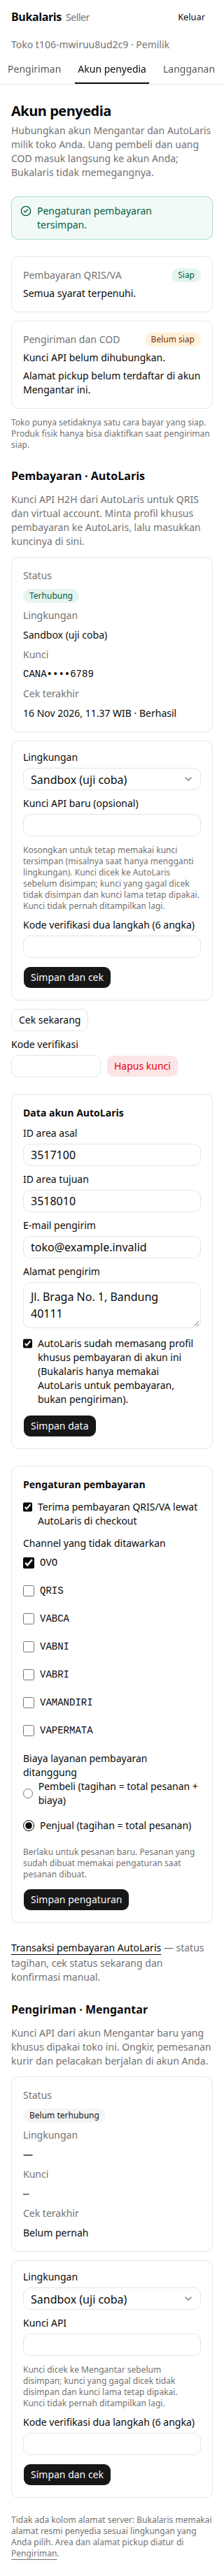 Bukalaris Seller
Keluar
Toko t106-mwiruu8ud2c9 · Pemilik
Pengiriman
Akun penyedia
Langganan
Akun penyedia
Hubungkan akun Mengantar dan AutoLaris
milik toko Anda. Uang pembeli dan uang
COD masuk langsung ke akun Anda;
Bukalaris tidak memegangnya.
Pengaturan pembayaran
tersimpan.
Pembayaran QRIS/VA
Siap
Semua syarat terpenuhi.
Pengiriman dan COD
Belum siap
Kunci API belum dihubungkan.
Alamat pickup belum terdaftar di akun
Mengantar ini.
Toko punya setidaknya satu cara bayar yang siap.
Produk fisik hanya bisa diaktifkan saat pengiriman
siap.
Pembayaran · AutoLaris
Kunci API H2H dari AutoLaris untuk QRIS
dan virtual account. Minta profil khusus
pembayaran ke AutoLaris, lalu masukkan
kuncinya di sini.
Status
Terhubung
Lingkungan
Sandbox (uji coba)
Kunci
CANA••••6789
Cek terakhir
16 Nov 2026, 11.37 WIB · Berhasil
Lingkungan
Sandbox (uji coba)
Kunci API baru (opsional)
Kosongkan untuk tetap memakai kunci
tersimpan (misalnya saat hanya mengganti
lingkungan). Kunci dicek ke AutoLaris
sebelum disimpan; kunci yang gagal dicek
tidak disimpan dan kunci lama tetap dipakai.
Kunci tidak pernah ditampilkan lagi.
Kode verifikasi dua langkah (6 angka)
Simpan dan cek
Cek sekarang
Kode verifikasi
Hapus kunci
Data akun AutoLaris
ID area asal
3517100
ID area tujuan
3518010
E-mail pengirim
toko@example.invalid
Alamat pengirim
Jl. Braga No. 1, Bandung
40111
AutoLaris sudah memasang profil
khusus pembayaran di akun ini
(Bukalaris hanya memakai
AutoLaris untuk pembayaran,
bukan pengiriman).
Simpan data
Pengaturan pembayaran
Terima pembayaran QRIS/VA lewat
AutoLaris di checkout
Channel yang tidak ditawarkan
OVO
QRIS
VABCA
VABNI
VABRI
VAMANDIRI
VAPERMATA
Biaya layanan pembayaran
ditanggung
Pembeli (tagihan = total pesanan +
biaya)
Penjual (tagihan = total pesanan)
Berlaku untuk pesanan baru. Pesanan yang
sudah dibuat memakai pengaturan saat
pesanan dibuat.
Simpan pengaturan
Transaksi pembayaran AutoLaris — status
tagihan, cek status sekarang dan
konfirmasi manual.
Pengiriman · Mengantar
Kunci API dari akun Mengantar baru yang
khusus dipakai toko ini. Ongkir, pemesanan
kurir dan pelacakan berjalan di akun Anda.
Status
Belum terhubung
Lingkungan
—
Kunci
—
Cek terakhir
Belum pernah
Lingkungan
Sandbox (uji coba)
Kunci API
Kunci dicek ke Mengantar sebelum
disimpan; kunci yang gagal dicek tidak
disimpan dan kunci lama tetap dipakai.
Kunci tidak pernah ditampilkan lagi.
Kode verifikasi dua langkah (6 angka)
Simpan dan cek
Tidak ada kolom alamat server: Bukalaris memakai
alamat resmi penyedia sesuai lingkungan yang
Anda pilih. Area dan alamat pickup diatur di
Pengiriman.